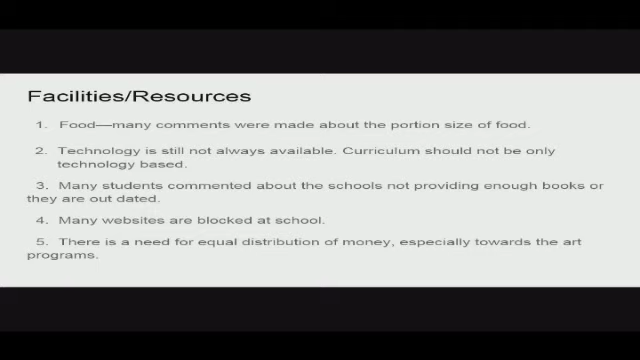 Facilities/Resources
1. Food—many comments were made about the portion size of food.
2. Technology is still not always available. Curriculum should not be only
technology based.
3. Many students commented about the schools not providing enough books or
they are out dated.
4. Many websites are blocked at school.
5. There is a need for equal distribution of money, especially towards the art
programs.